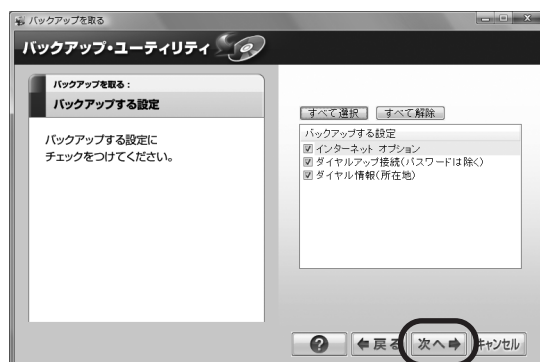 バックアップを取る
バックアップ・ユーティリティ
バックアップを取る：
バックアップする設定
バックアップする設定に
チェックをつけてください。
すべて選択 すべて解除
バックアップする設定
インターネット オプション
ダイヤルアップ接続(パスワードは除く)
ダイヤル情報(所在地)
? 戻る 次へ キャンセル